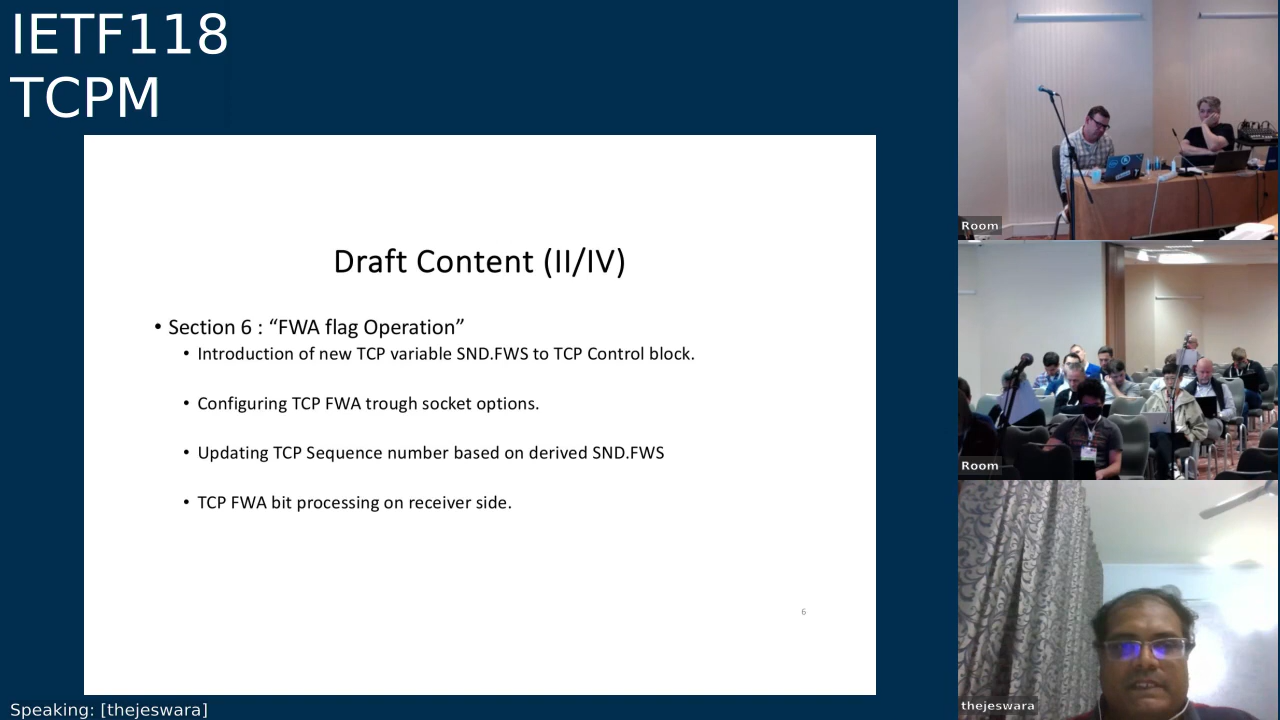 IETF118
TCPM
Draft Content (II/IV)
• Section 6 : “FWA flag Operation”
• Introduction of new TCP variable SND.FWS to TCP Control block.
• Configuring TCP FWA trough socket options.
• Updating TCP Sequence number based on derived SND.FWS
• TCP FWA bit processing on receiver side.
6
Speaking: [thejeswara]
Room
Room
thejeswara